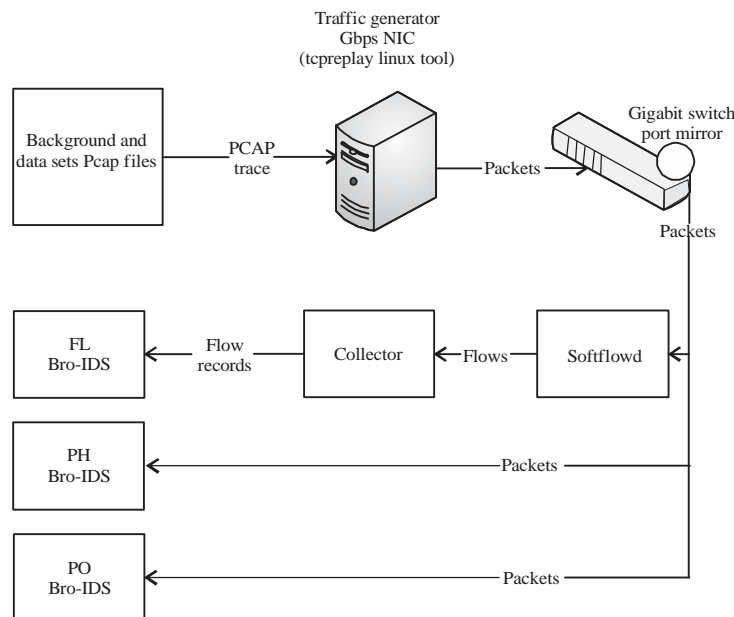 Traffic generator
Gbps NIC
(tcpreplay linux tool)
Background and
data sets Pcap files
PCAP
trace
Packets
Gigabit switch
port mirror
Packets
FL
Bro-IDS
Flow
records
Collector
Flows
Softflowd
PH
Bro-IDS
Packets
PO
Bro-IDS
Packets